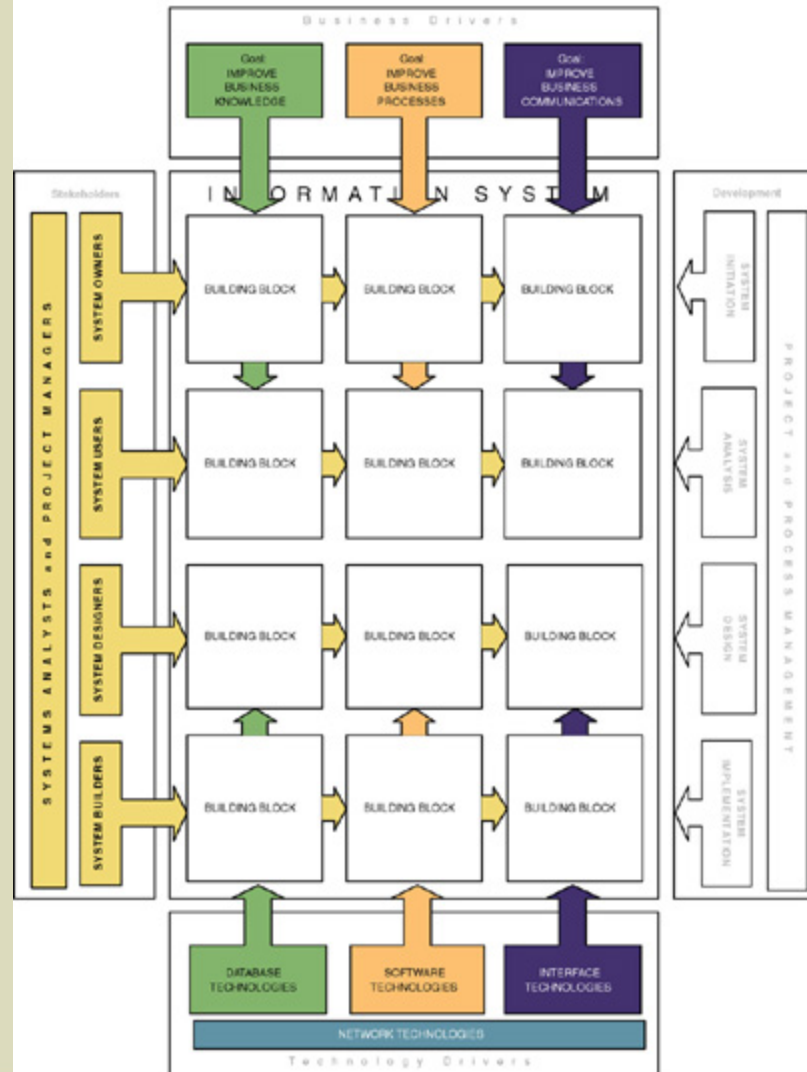 Business Drivers
Goal:
IMPROVE
BUSINESS
KNOWLEDGE
Goal:
IMPROVE
BUSINESS
PROCESSES
Goal:
IMPROVE
BUSINESS
COMMUNICATIONS
Stakeholders
INFORMATION SYSTEM
Development
SYSTEMS ANALYSTS and PROJECT MANAGERS
SYSTEM OWNERS
BUILDING BLOCK
BUILDING BLOCK
BUILDING BLOCK
SYSTEM
INITIATION
PROJECT and PROCESS MANAGEMENT
SYSTEM USERS
BUILDING BLOCK
BUILDING BLOCK
BUILDING BLOCK
SYSTEM
ANALYSIS
SYSTEM DESIGNERS
BUILDING BLOCK
BUILDING BLOCK
BUILDING BLOCK
SYSTEM
DESIGN
SYSTEM BUILDERS
BUILDING BLOCK
BUILDING BLOCK
BUILDING BLOCK
SYSTEM
IMPLEMENTATION
DATABASE
TECHNOLOGIES
SOFTWARE
TECHNOLOGIES
INTERFACE
TECHNOLOGIES
NETWORK TECHNOLOGIES
Technology Drivers